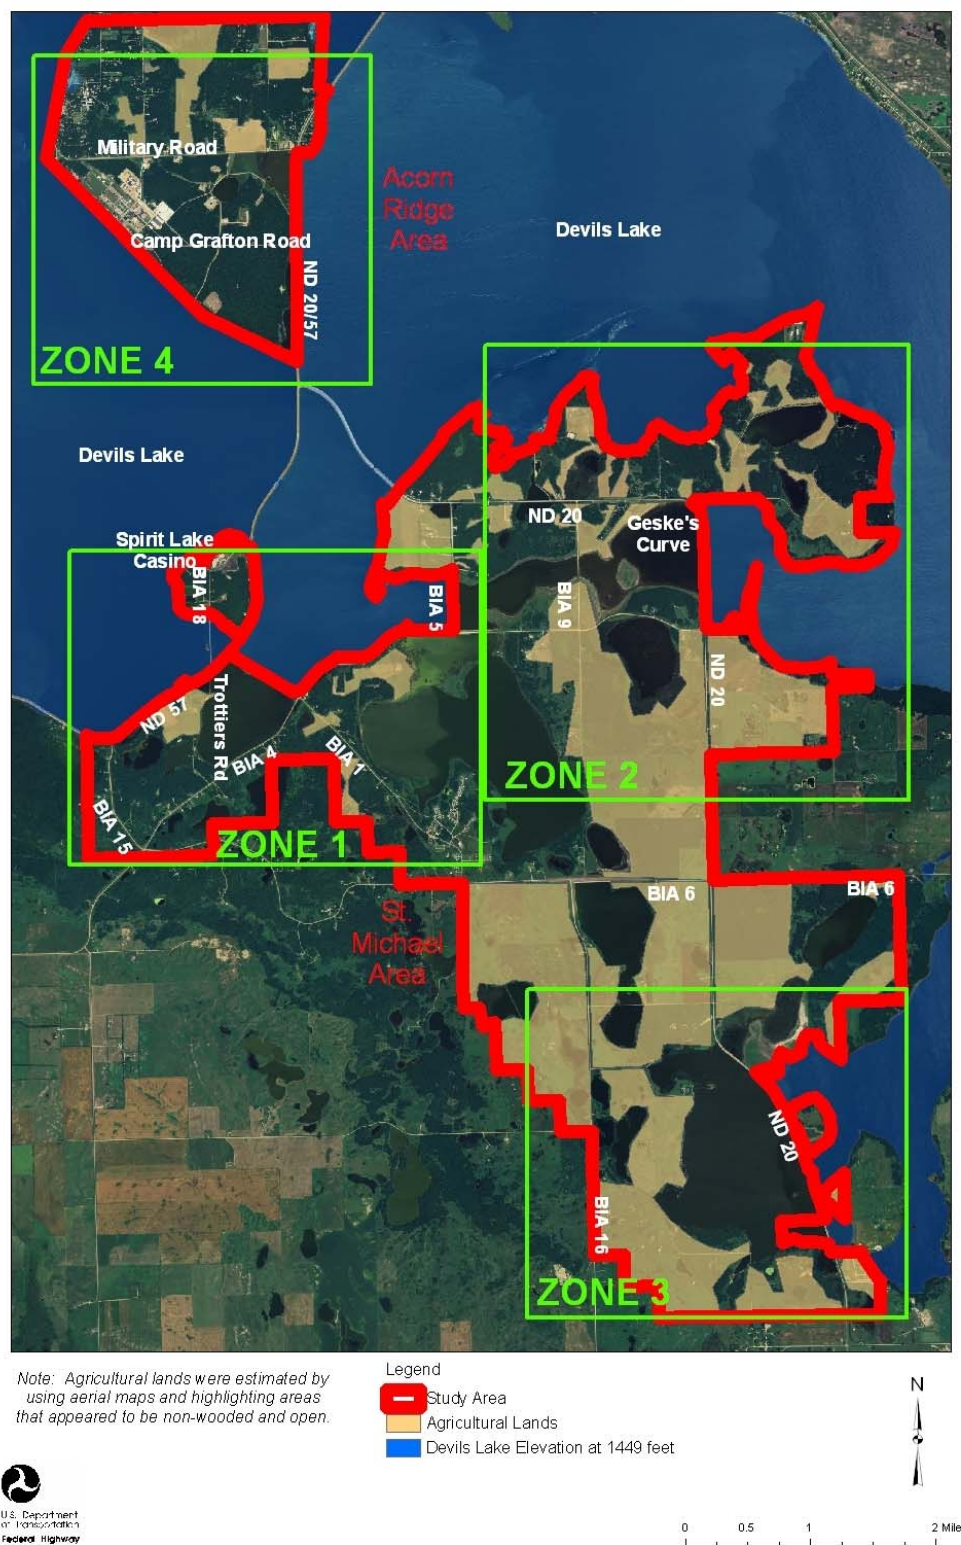 Military Road
Acorn
Ridge
Area
Devils Lake
Camp Grafton Road
ND 20/57
ZONE 4
Devils Lake
ND 20
Geske's
Curve
Spirit Lake
Casino
BIA 18
BIA 5
BIA 9
ND 20
ND 57
Trottiers Rd
BIA 4
BIA 1
ZONE 2
BIA 15
ZONE 1
BIA 6
BIA 6
St.
Michael
Area
ND 20
BIA 16
ZONE 3
Note: Agricultural lands were estimated by
using aerial maps and highlighting areas
that appeared to be non-wooded and open.
Legend
Study Area
Agricultural Lands
Devils Lake Elevation at 1449 feet
N
U.S. Department
of Transportation
Federal Highway
0 0.5 1 2 Mile